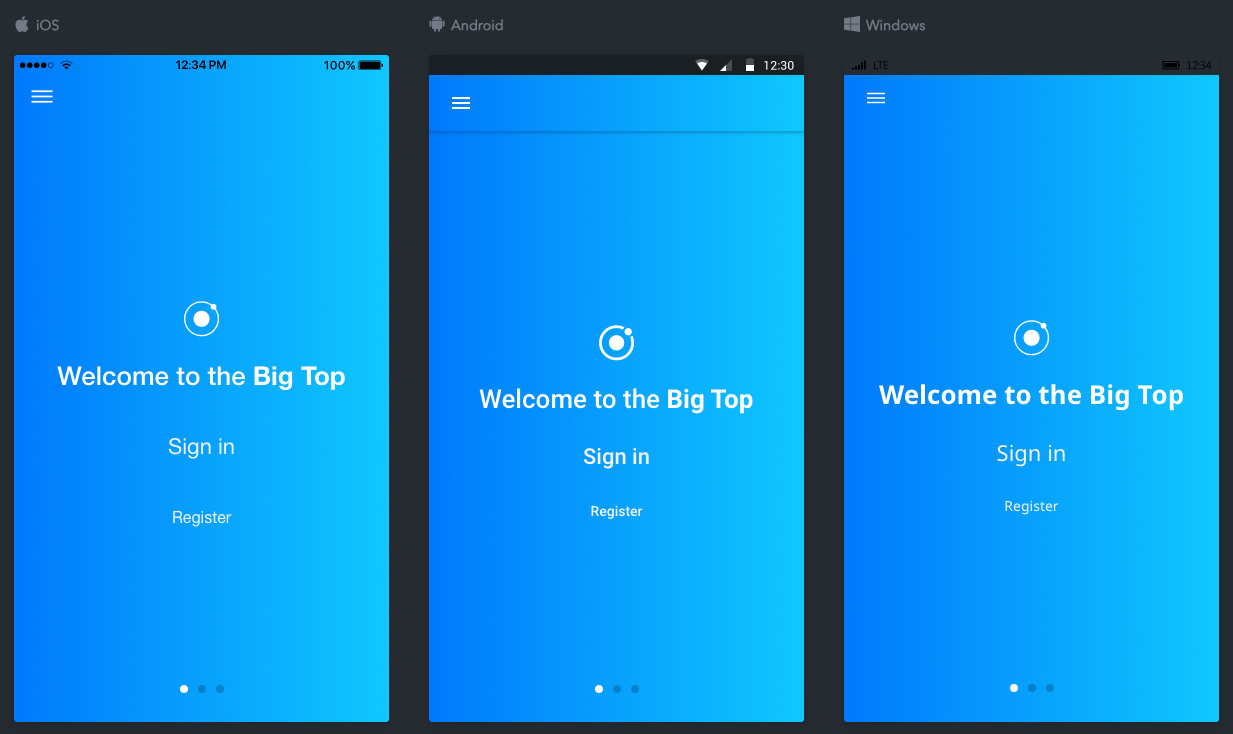 iOS
12:34 PM
100%
Welcome to the Big Top
Sign in
Register
Android
12:30
Welcome to the Big Top
Sign in
Register
Windows
LTE
12:34
Welcome to the Big Top
Sign in
Register